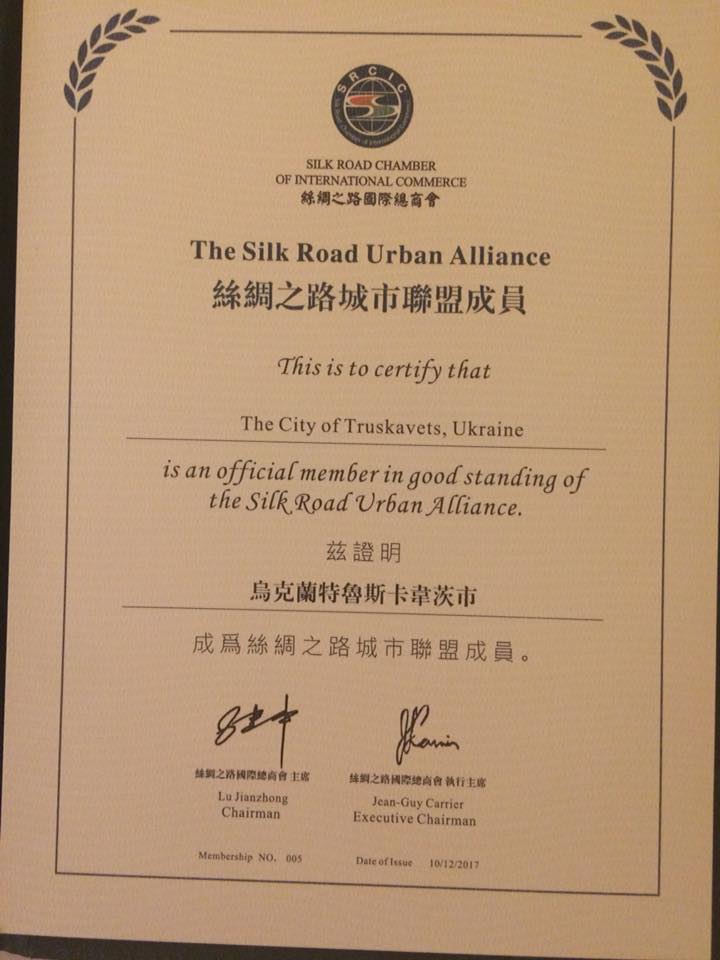 SRCIC
Silk Road Chamber of International Commerce
SILK ROAD CHAMBER
OF INTERNATIONAL COMMERCE
絲綢之路國際總商會
The Silk Road Urban Alliance
絲綢之路城市聯盟成員
This is to certify that
The City of Truskavets, Ukraine
is an official member in good standing of
the Silk Road Urban Alliance.
茲證明
烏克蘭特魯斯卡韋茨市
成爲絲綢之路城市聯盟成員。
絲綢之路國際總商會 主席
Lu Jianzhong
Chairman
絲綢之路國際總商會 執行主席
Jean-Guy Carrier
Executive Chairman
Membership NO. 005
Date of Issue 10/12/2017